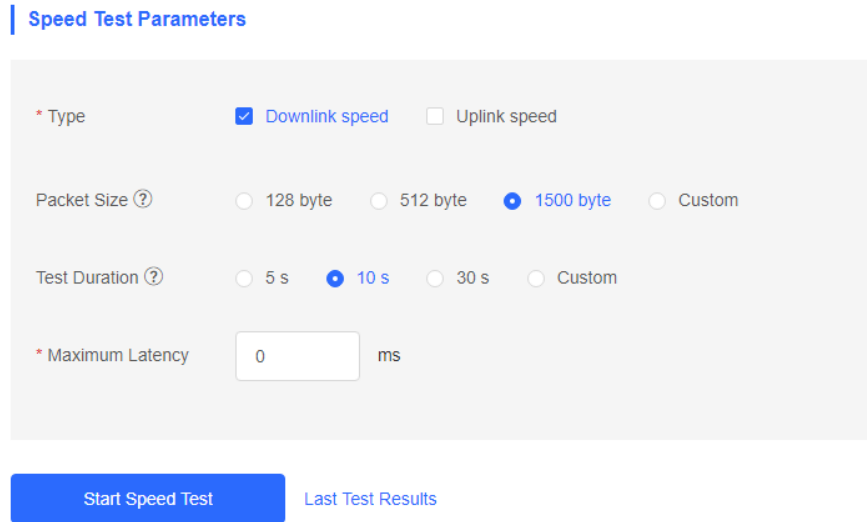 Speed Test Parameters
* Type Downlink speed Uplink speed
Packet Size ? 128 byte 512 byte 1500 byte Custom
Test Duration ? 5 s 10 s 30 s Custom
* Maximum Latency 0 ms
Start Speed Test Last Test Results